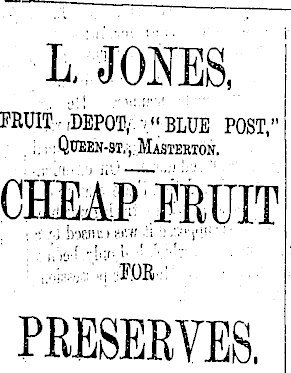 L. JONES,
FRUIT DEPOT, "BLUE POST,"
QUEEN-ST., MASTERTON.
CHEAP FRUIT
FOR
PRESERVES.